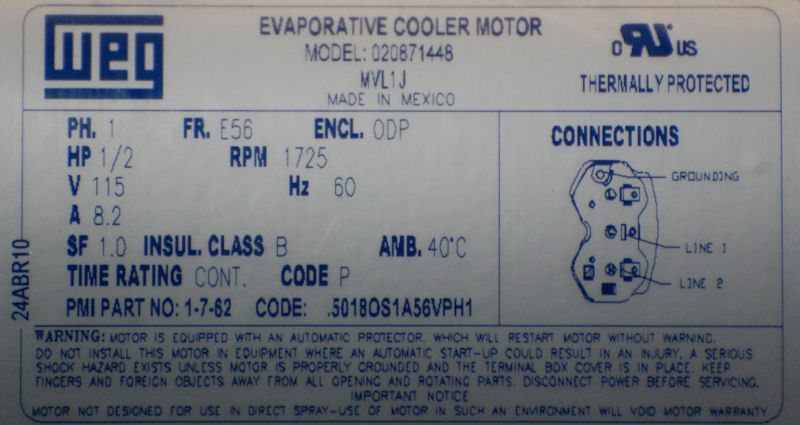 weg
EVAPORATIVE COOLER MOTOR
MODEL: 020871448
MVL1J
MADE IN MEXICO
c RU US
THERMALLY PROTECTED
PH. 1 FR. E56 ENCL. ODP
HP 1/2 RPM 1725
V 115 Hz 60
A 8.2
SF 1.0 INSUL. CLASS B AMB. 40°C
TIME RATING CONT. CODE P
PMI PART NO: 1-7-62 CODE: .5018OS1A56VPH1
24ABR10
CONNECTIONS
GROUNDING
LINE 1
LINE 2
WARNING: MOTOR IS EQUIPPED WITH AN AUTOMATIC PROTECTOR. WHICH WILL RESTART MOTOR WITHOUT WARNING.
DO NOT INSTALL THIS MOTOR IN EQUIPMENT WHERE AN AUTOMATIC START-UP COULD RESULT IN AN INJURY. A SERIOUS
SHOCK HAZARD EXISTS UNLESS MOTOR IS PROPERLY GROUNDED AND THE TERMINAL BOX COVER IS IN PLACE. KEEP
FINGERS AND FOREIGN OBJECTS AWAY FROM ALL OPENING AND ROTATING PARTS. DISCONNECT POWER BEFORE SERVICING.
IMPORTANT NOTICE
MOTOR NOT DESIGNED FOR USE IN DIRECT SPRAY-USE OF MOTOR IN SUCH AN ENVIRONMENT WILL VOID MOTOR WARRANTY